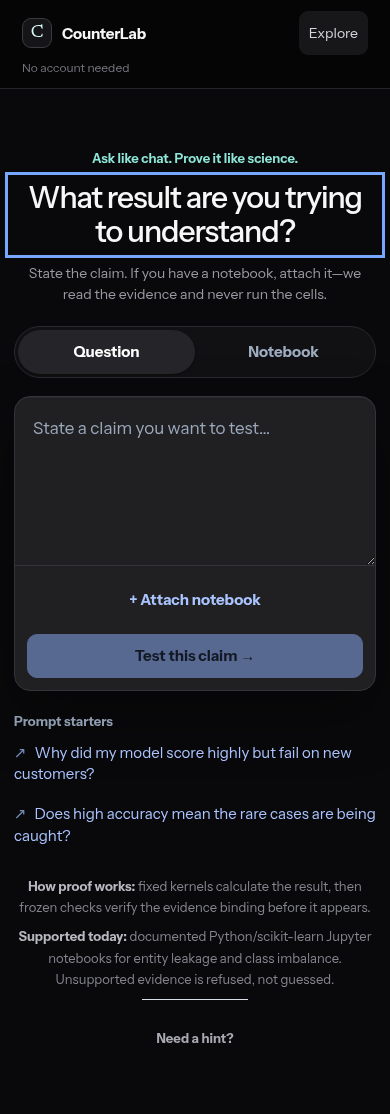 C CounterLab
Explore
No account needed
Ask like chat. Prove it like science.
What result are you trying
to understand?
State the claim. If you have a notebook, attach it—we
read the evidence and never run the cells.
Question
Notebook
State a claim you want to test...
+ Attach notebook
Test this claim →
Prompt starters
↗ Why did my model score highly but fail on new
customers?
↗ Does high accuracy mean the rare cases are being
caught?
How proof works: fixed kernels calculate the result, then
frozen checks verify the evidence binding before it appears.
Supported today: documented Python/scikit-learn Jupyter
notebooks for entity leakage and class imbalance.
Unsupported evidence is refused, not guessed.
Need a hint?